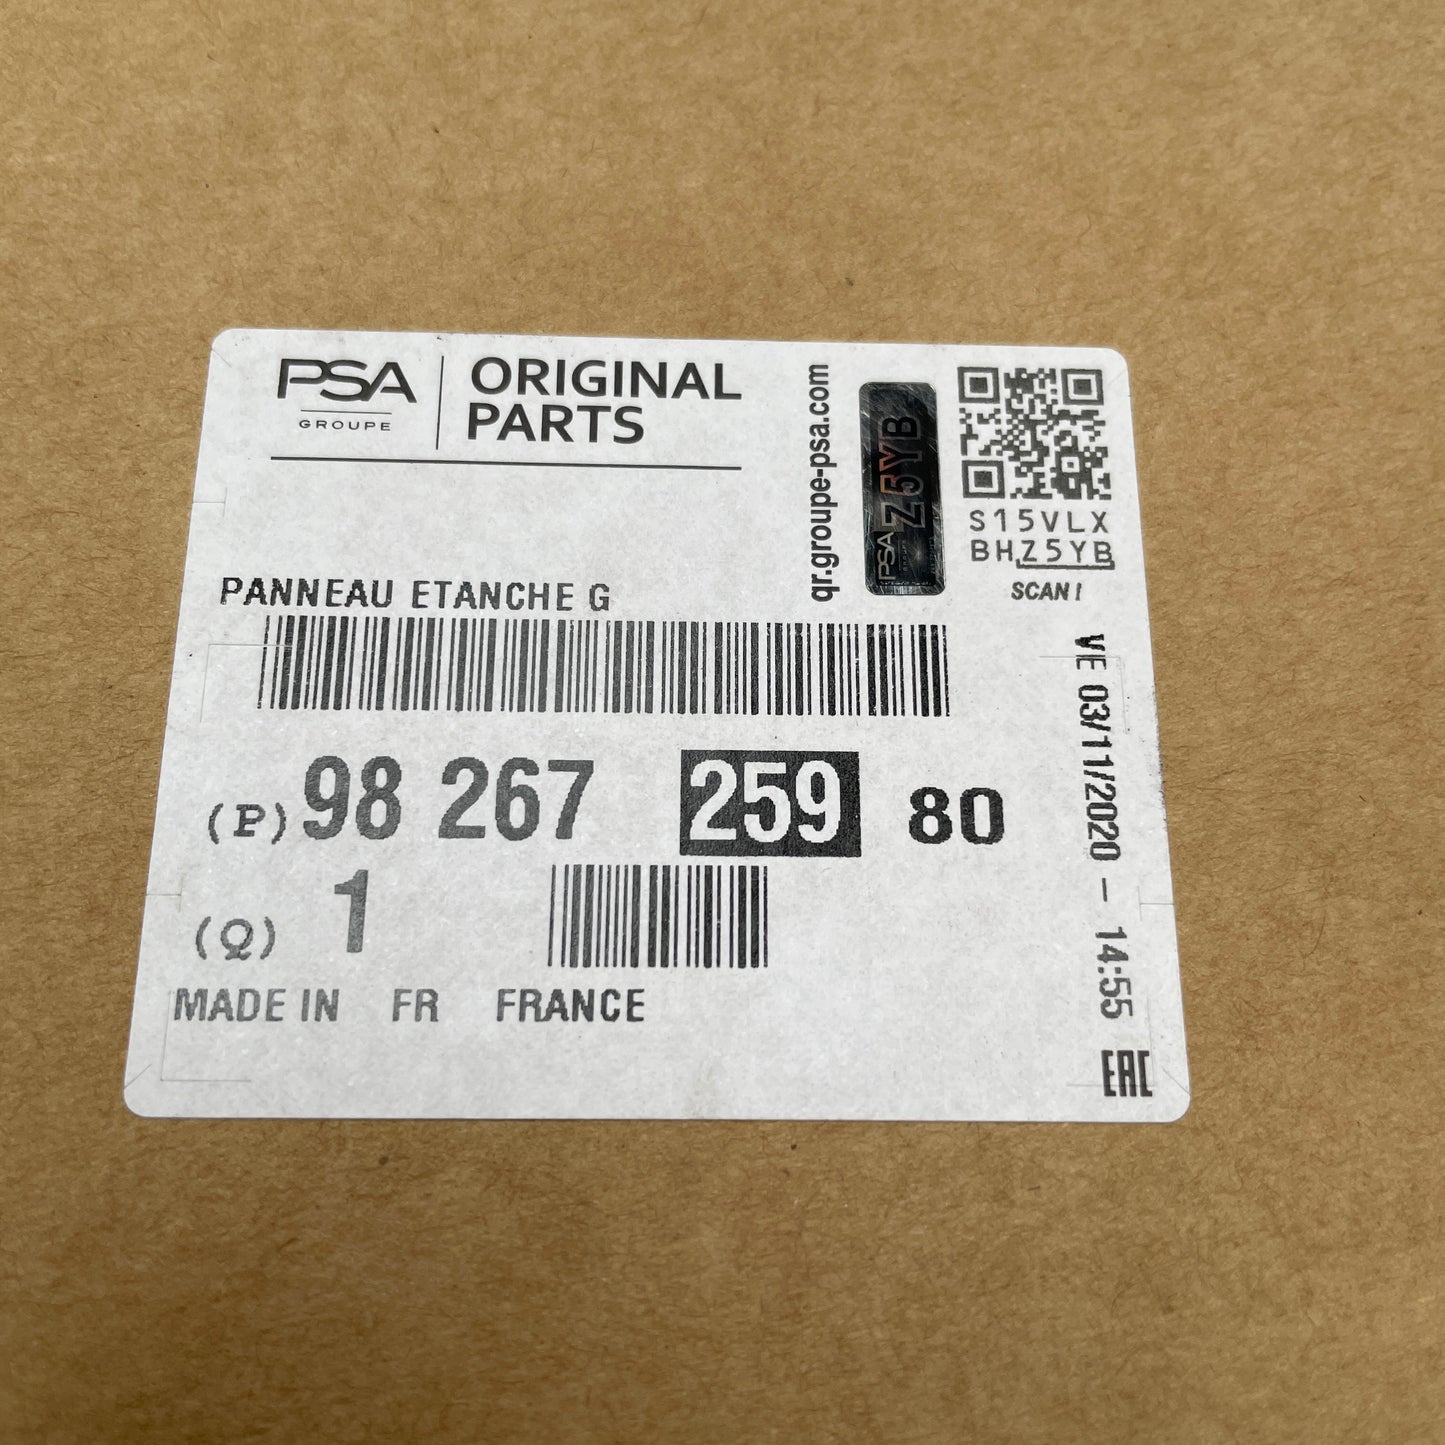 PSA
GROUPE
ORIGINAL
PARTS
qr.groupe-psa.com
PSA
GROUPE
Z5YB
S15VLX
BHZ5YB
SCAN !
PANNEAU ETANCHE G
(P) 98 267 259 80
(Q) 1
MADE IN FR FRANCE
VE 03/11/2020 - 14:55
EAC